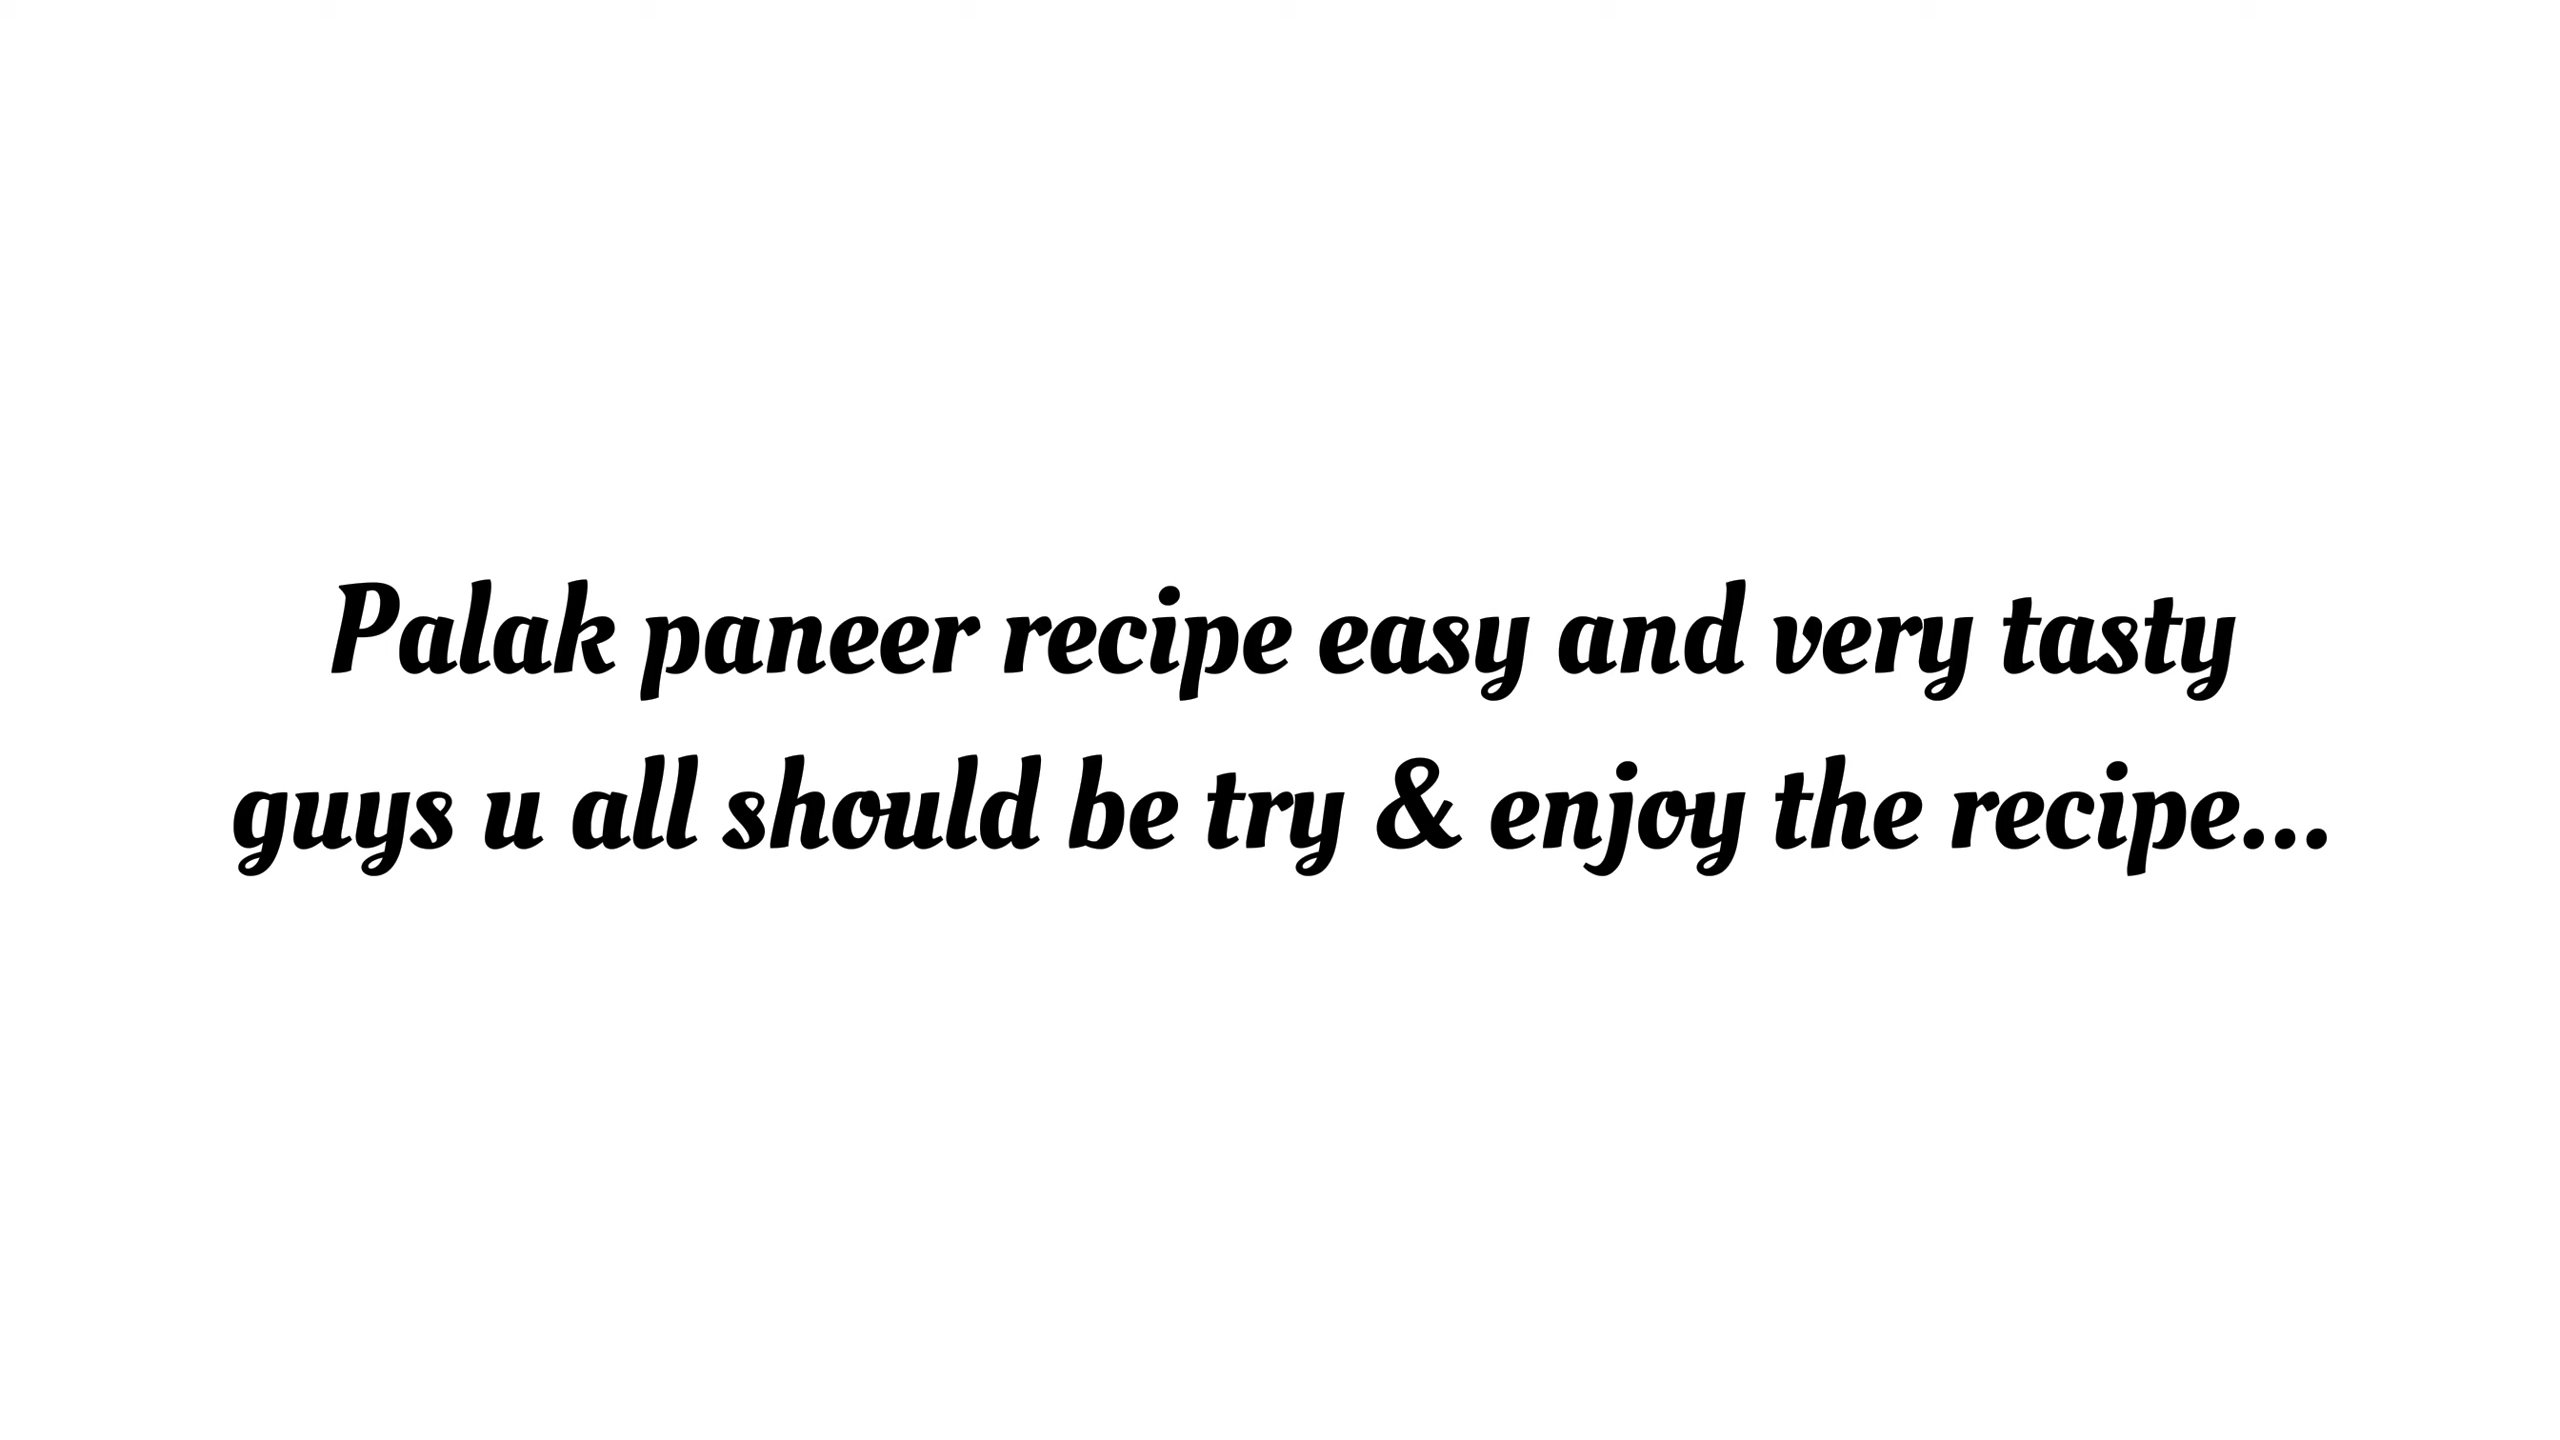 Palak paneer recipe easy and very tasty
guys u all should be try & enjoy the recipe...